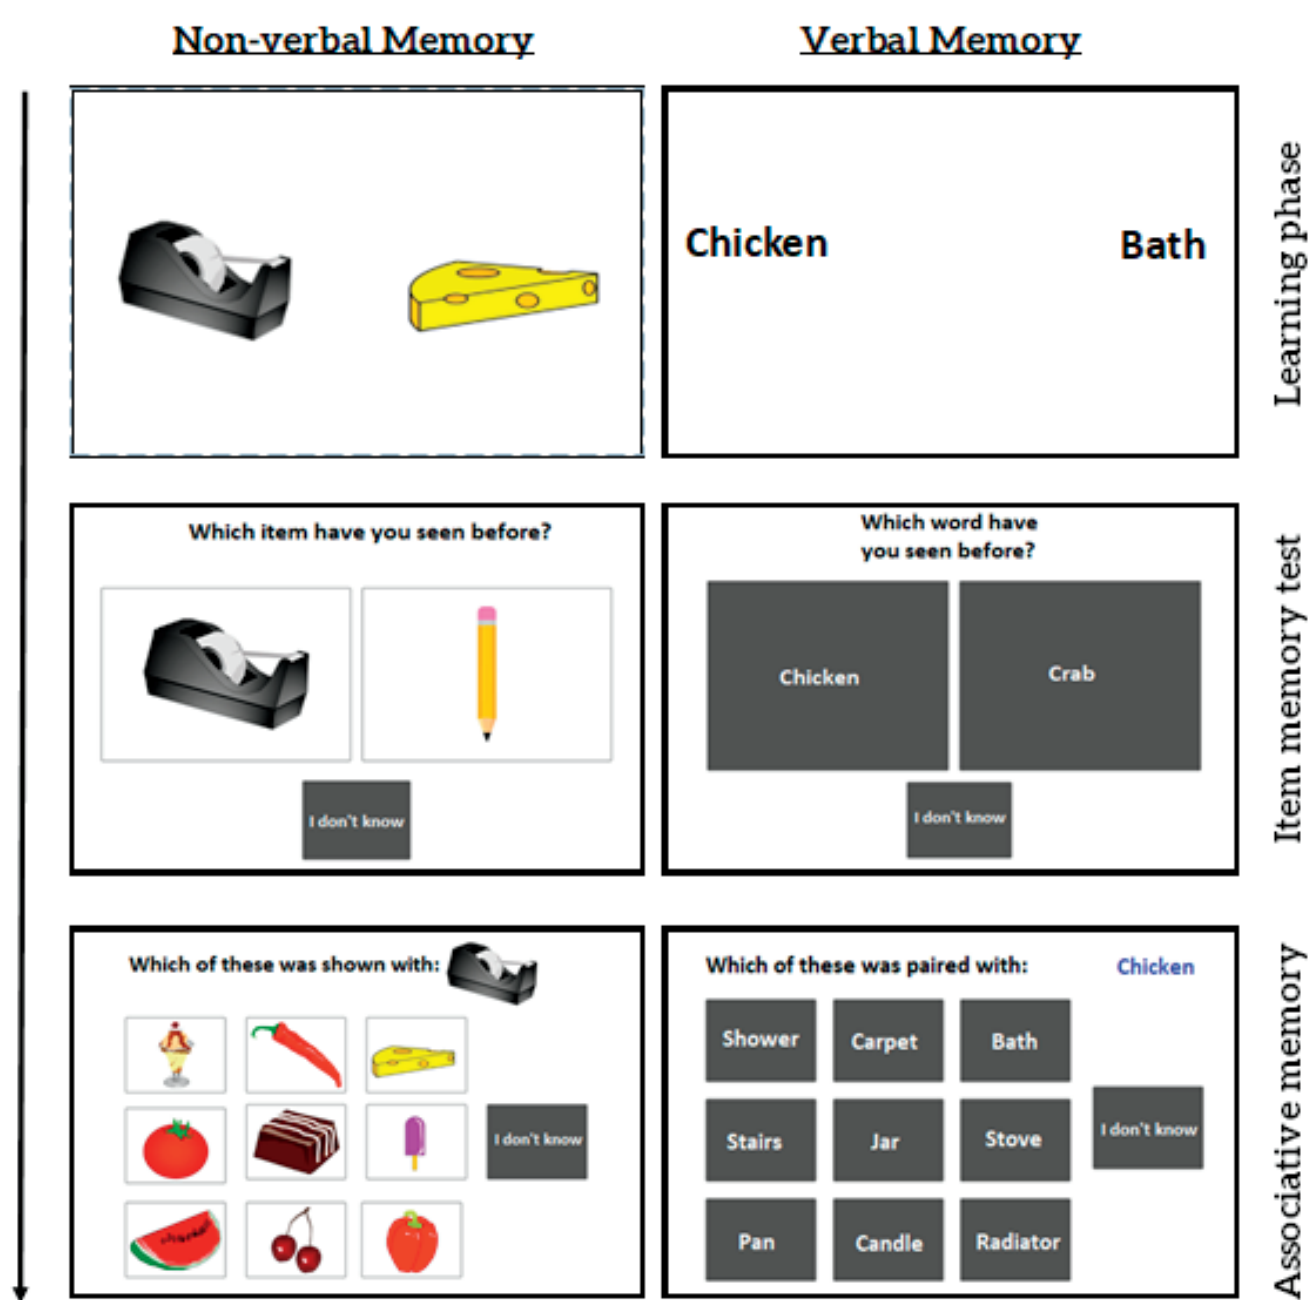 Non-verbal Memory
Verbal Memory
Chicken
Bath
Learning phase
Which item have you seen before?
I don't know
Which word have
you seen before?
Chicken
Crab
I don't know
Item memory test
Which of these was shown with:
I don't know
Which of these was paired with:
Chicken
Shower
Carpet
Bath
Stairs
Jar
Stove
I don't know
Pan
Candle
Radiator
Associative memory